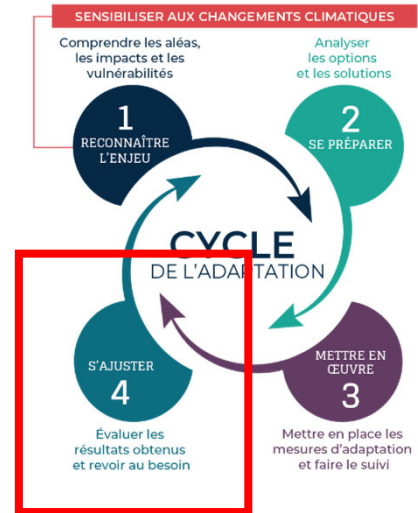 SENSIBILISER AUX CHANGEMENTS CLIMATIQUES
Comprendre les aléas,
les impacts et les
vulnérabilités
1
RECONNAÎTRE
L'ENJEU
Analyser
les options
et les solutions
2
SE PRÉPARER
CYCLE
DE L'ADAPTATION
S'AJUSTER
4
Évaluer les
résultats obtenus
et revoir au besoin
METTRE EN
ŒUVRE
3
Mettre en place les
mesures d'adaptation
et faire le suivi